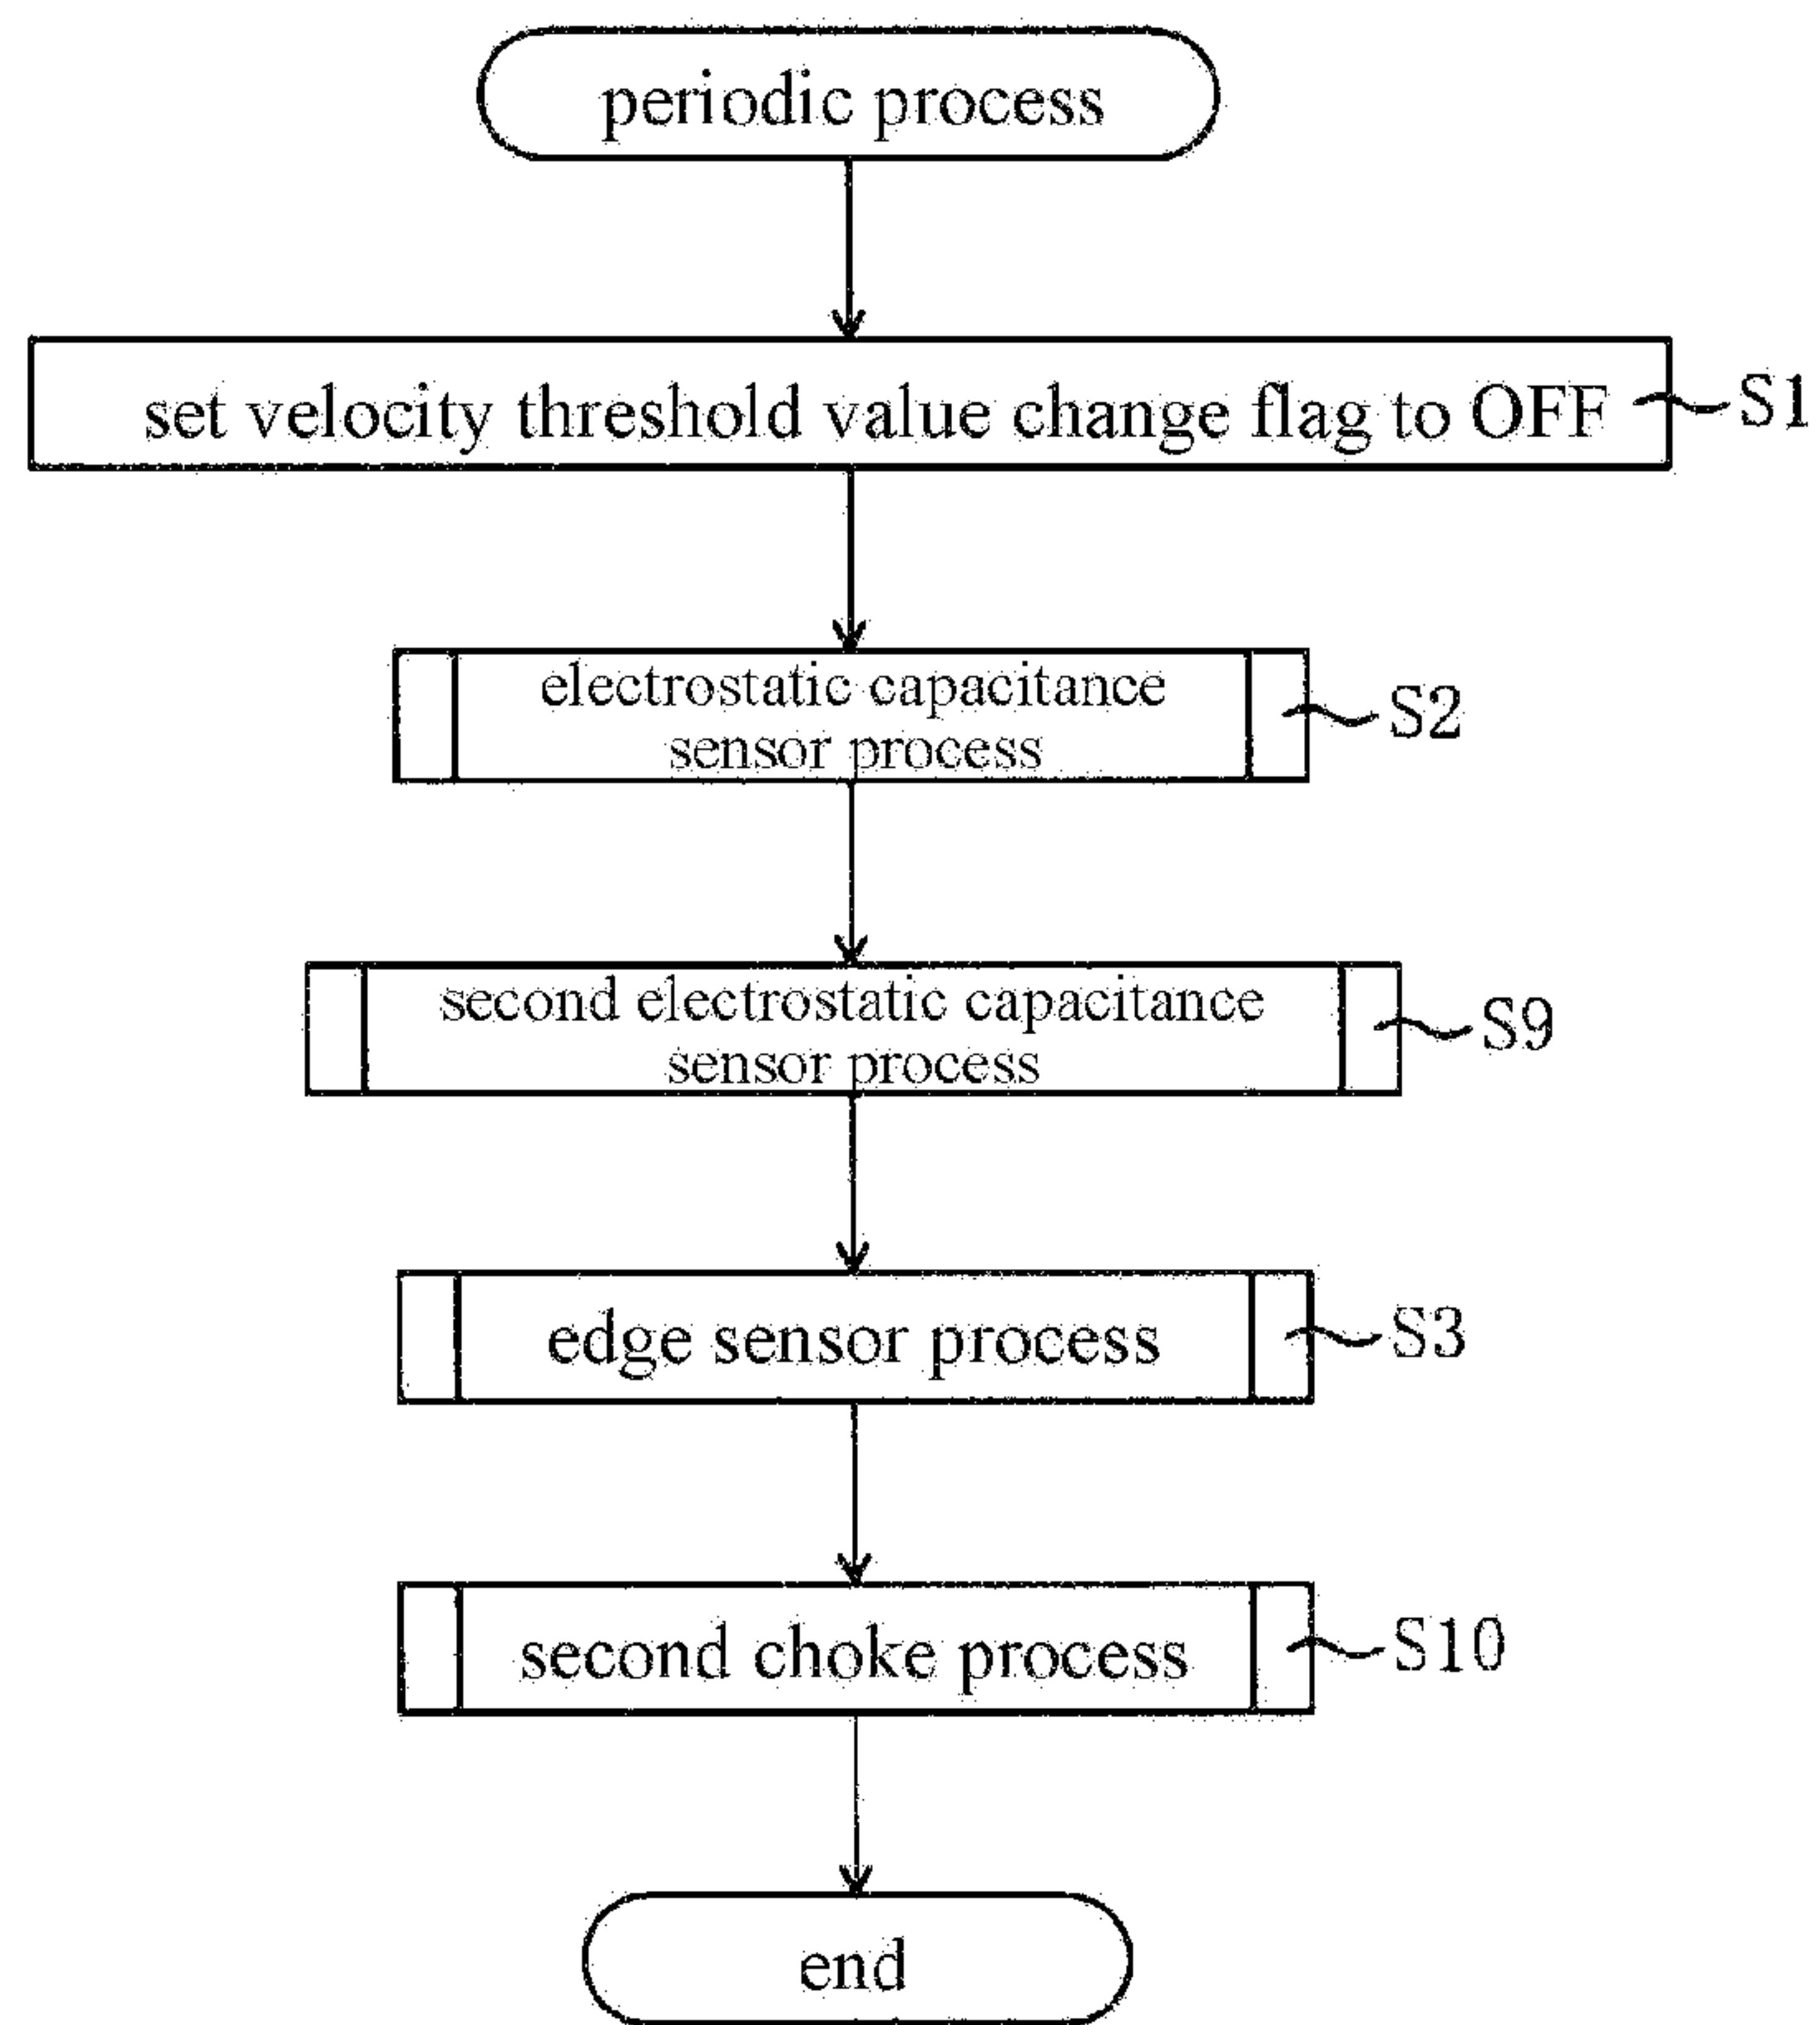 periodic process
set velocity threshold value change flag to OFF
S1
electrostatic capacitance
sensor process
S2
second electrostatic capacitance
sensor process
S9
edge sensor process
S3
second choke process
S10
end